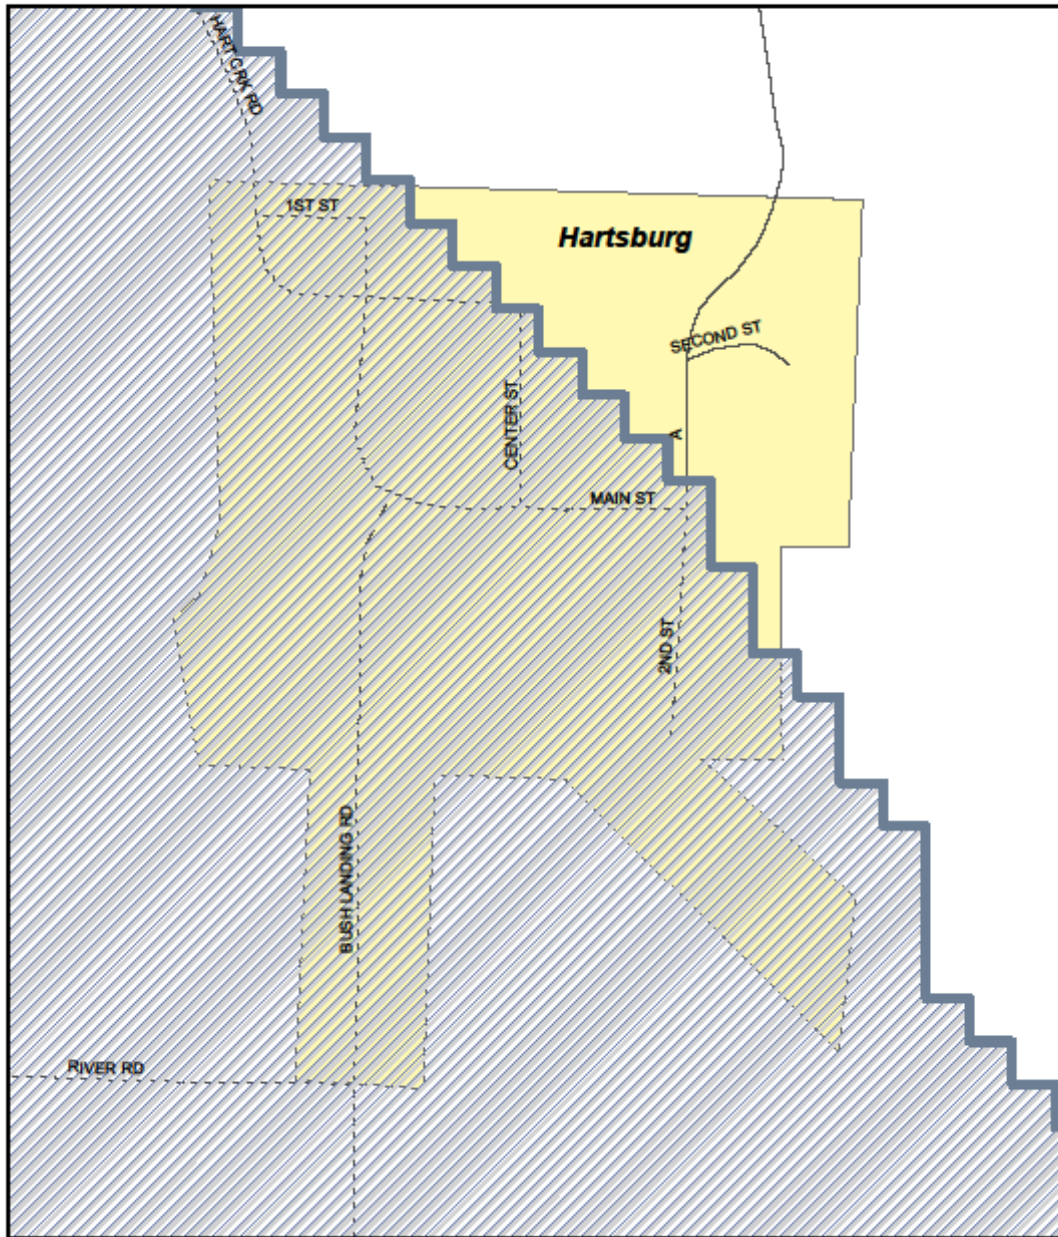 HART CRK RD
1ST ST
Hartsburg
SECOND ST
CENTER ST
A
MAIN ST
2ND ST
BUSH LANDING RD
RIVER RD